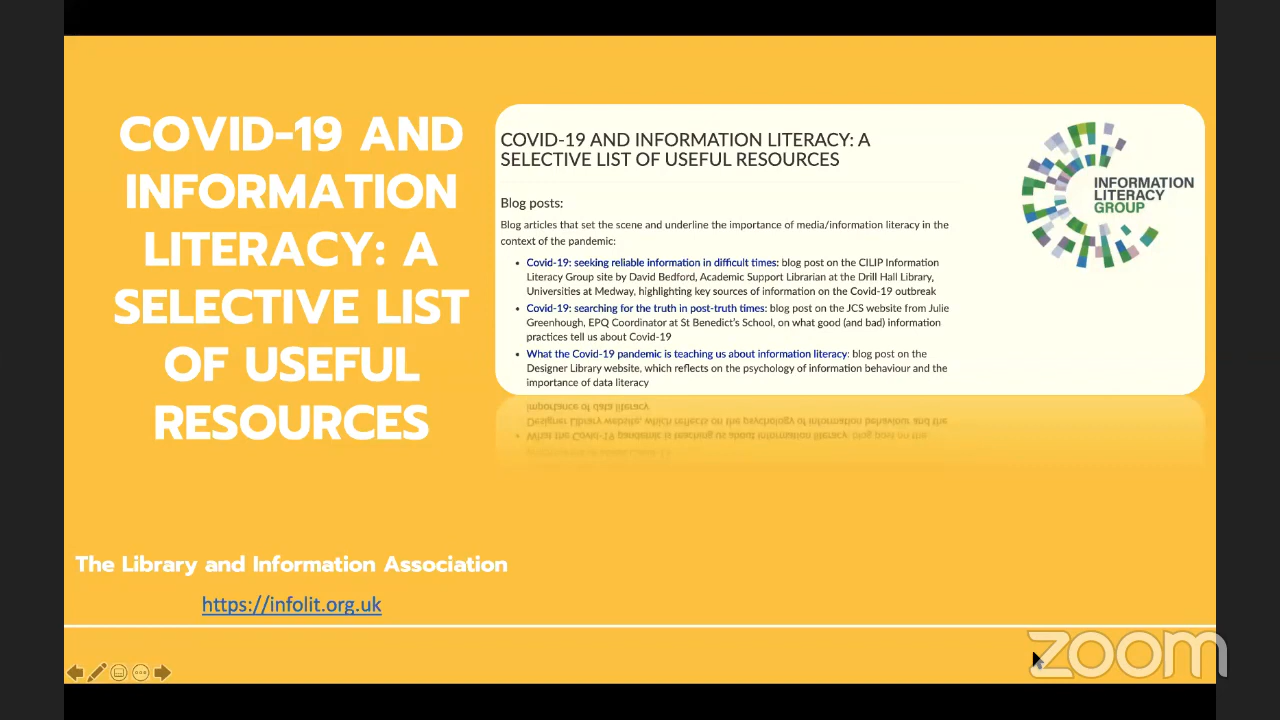 COVID-19 AND
INFORMATION
LITERACY: A
SELECTIVE LIST
OF USEFUL
RESOURCES
The Library and Information Association
https://infolit.org.uk
COVID-19 AND INFORMATION LITERACY: A
SELECTIVE LIST OF USEFUL RESOURCES
Blog posts:
Blog articles that set the scene and underline the importance of media/information literacy in the
context of the pandemic:
• Covid-19: seeking reliable information in difficult times: blog post on the CILIP Information
Literacy Group site by David Bedford, Academic Support Librarian at the Drill Hall Library,
Universities at Medway, highlighting key sources of information on the Covid-19 outbreak
• Covid-19: searching for the truth in post-truth times: blog post on the JCS website from Julie
Greenhough, EPQ Coordinator at St Benedict's School, on what good (and bad) information
practices tell us about Covid-19
• What the Covid-19 pandemic is teaching us about information literacy: blog post on the
Designer Library website, which reflects on the psychology of information behaviour and the
importance of data literacy
INFORMATION
LITERACY
GROUP
zoom